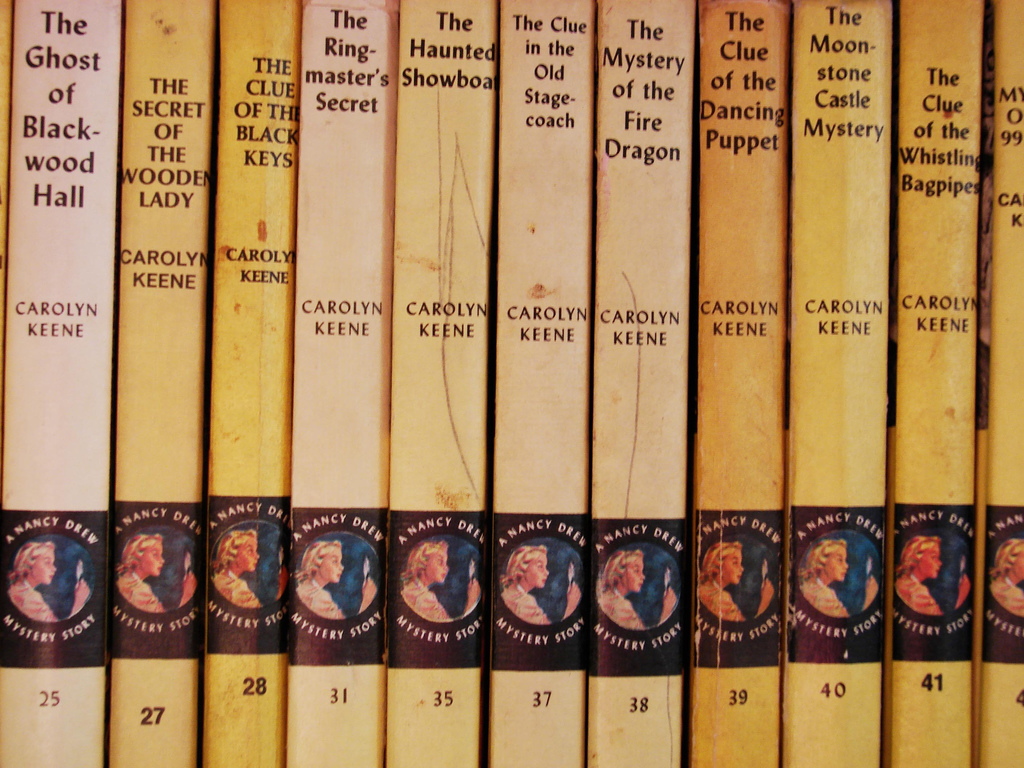 The
Ghost
of
Black-
wood
Hall
CAROLYN
KEENE
A NANCY DREW
MYSTERY STORY
25
THE
SECRET
OF
THE
WOODEN
LADY
CAROLYN
KEENE
A NANCY DREW
MYSTERY STORY
27
THE
CLUE
OF THE
BLACK
KEYS
CAROLYN
KEENE
A NANCY DREW
MYSTERY STORY
28
The
Ring-
master's
Secret
CAROLYN
KEENE
A NANCY DREW
MYSTERY STORY
31
The
Haunted
Showboat
CAROLYN
KEENE
A NANCY DREW
MYSTERY STORY
35
The Clue
in the
Old
Stage-
coach
CAROLYN
KEENE
A NANCY DREW
MYSTERY STORY
37
The
Mystery
of the
Fire
Dragon
CAROLYN
KEENE
A NANCY DREW
MYSTERY STORY
38
The
Clue
of the
Dancing
Puppet
CAROLYN
KEENE
A NANCY DREW
MYSTERY STORY
39
The
Moon-
stone
Castle
Mystery
CAROLYN
KEENE
A NANCY DREW
MYSTERY STORY
40
The
Clue
of the
Whistling
Bagpipes
CAROLYN
KEENE
A NANCY DREW
MYSTERY STORY
41
MY
O
99
CA
K
A NA
MYST
4